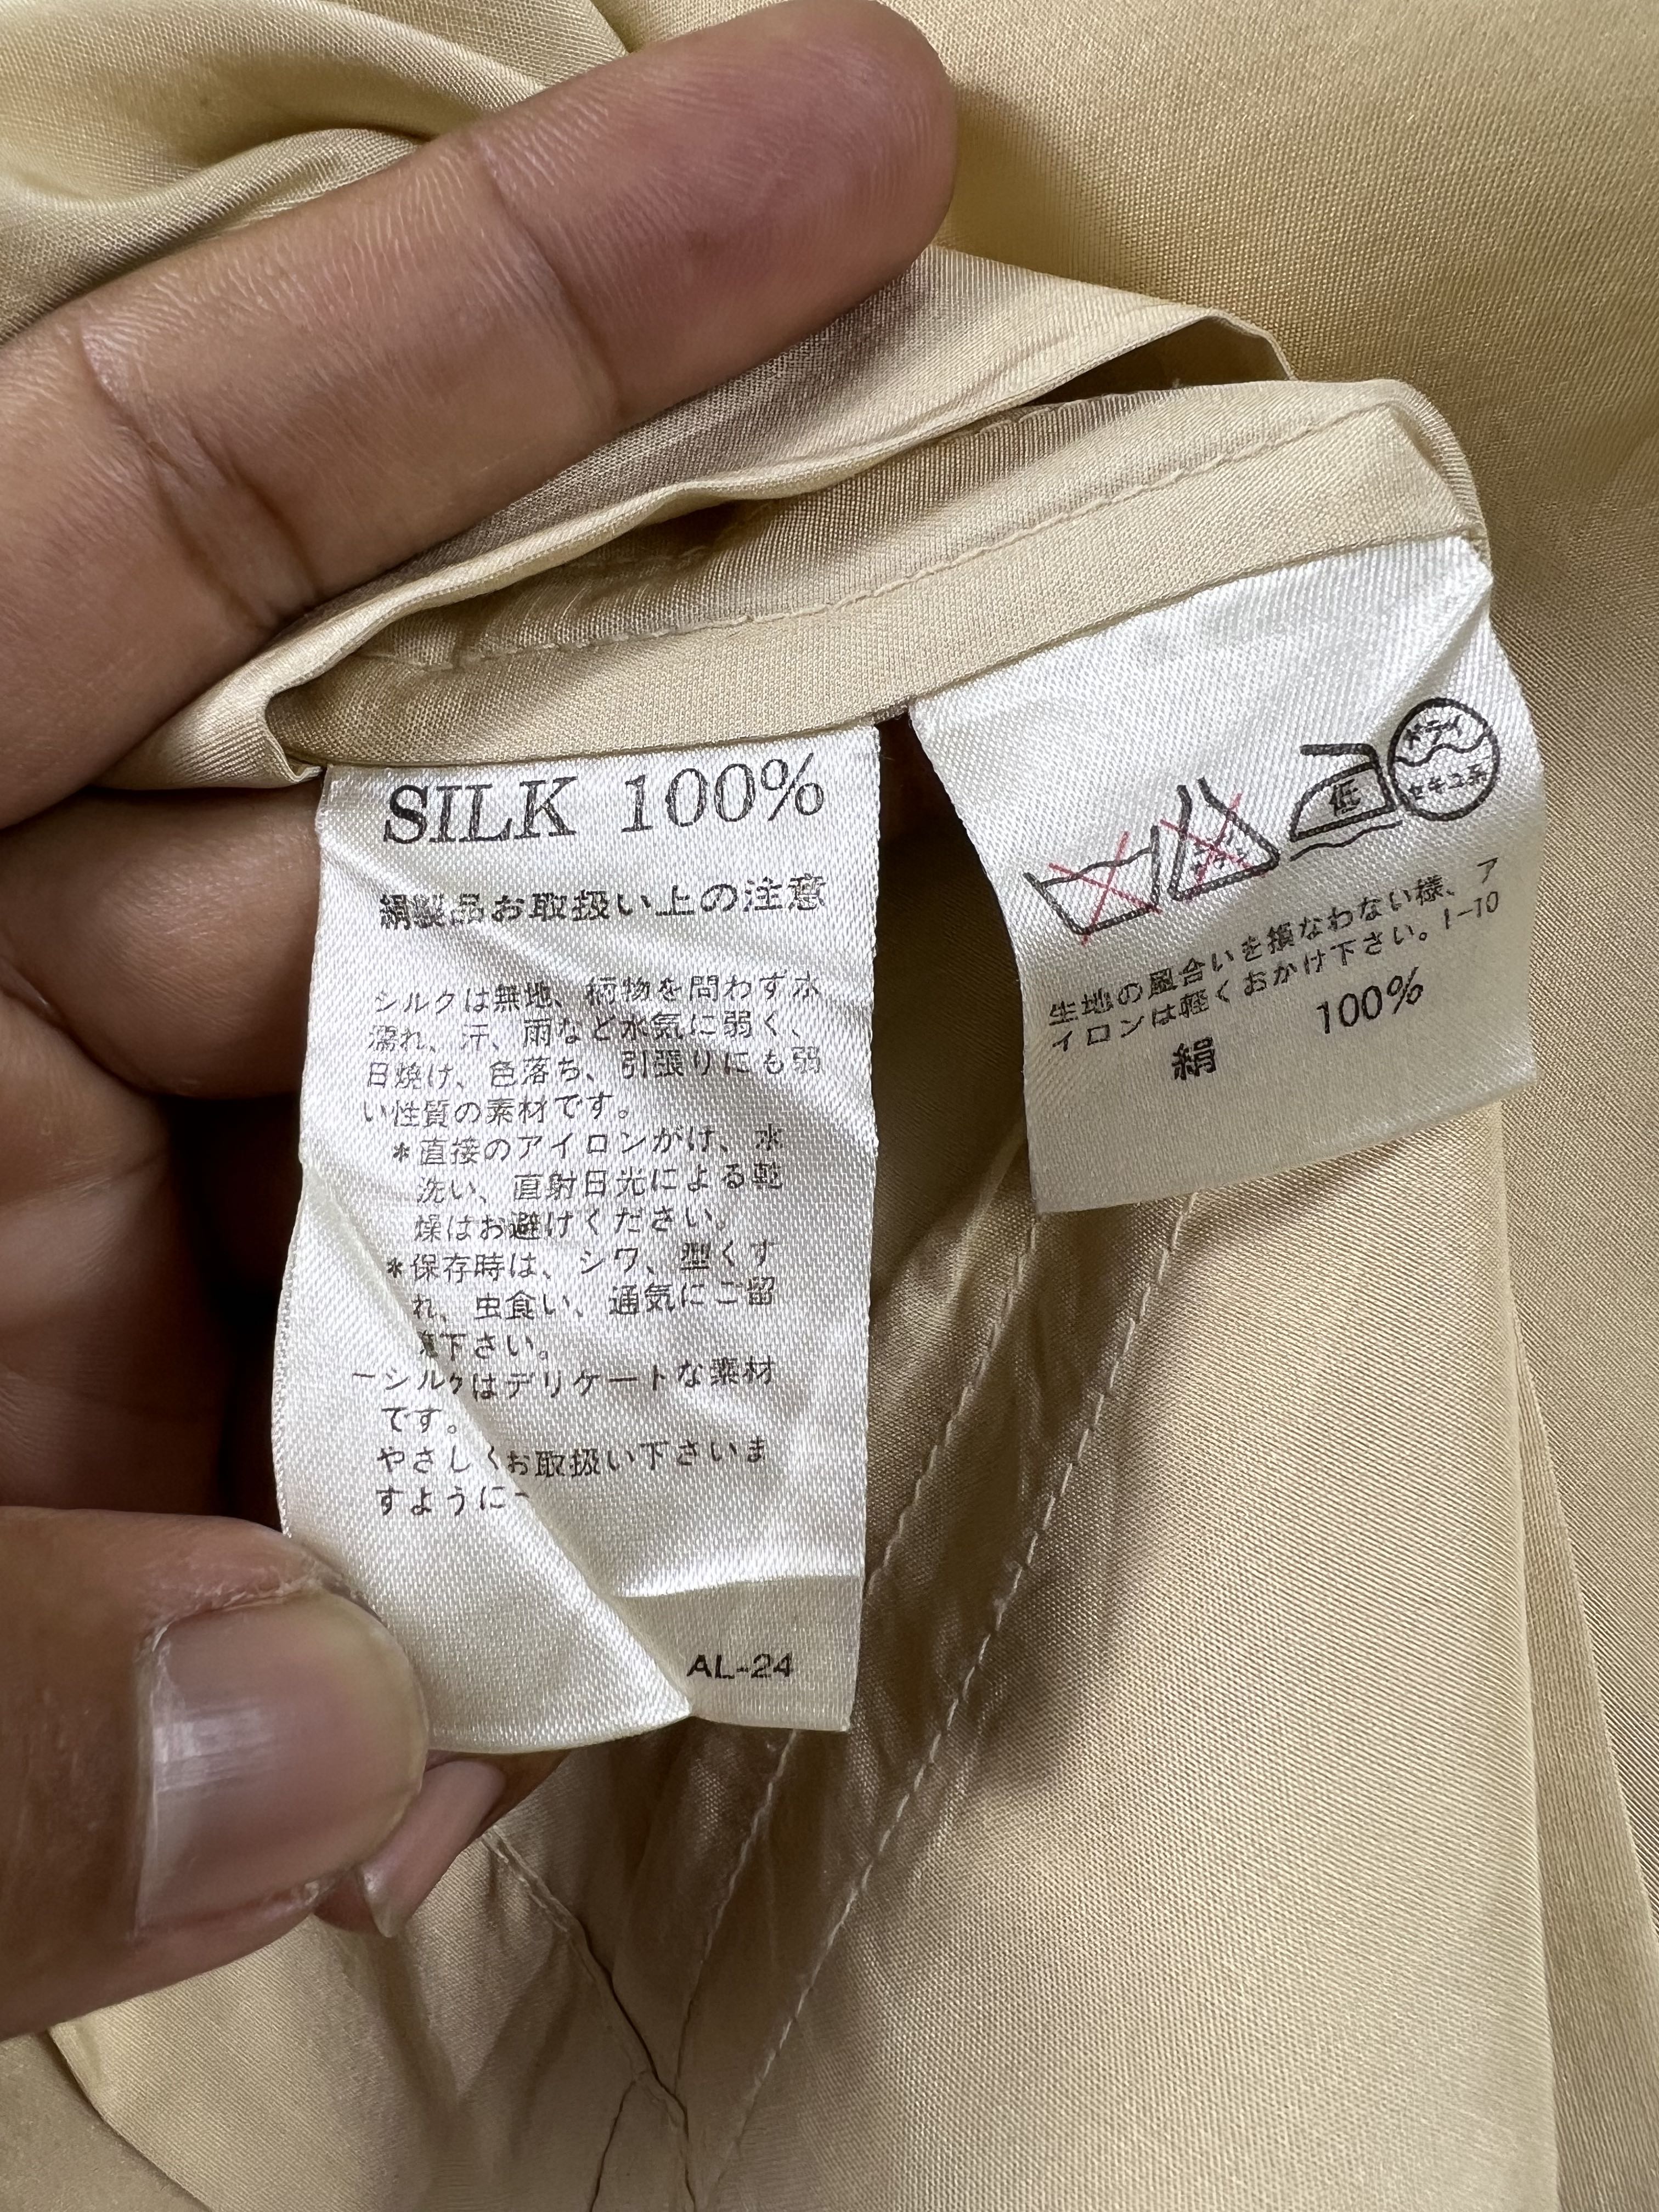 SILK 100%
絹製品お取扱い上の注意
シルクは無地、柄物を問わず水
濡れ、汗、雨など水気に弱く、
日焼け、色落ち、引張りにも弱
い性質の素材です。
*直接のアイロンがけ、水
洗い、直射日光による乾
燥はお避けください。
*保存時は、シワ、型くず
れ、虫食い、通気にご留
下さい。
ーシルクはデリケートな素材
です。
やさしくお取扱い下さいま
すようにー
AL-24
低
ドライ
セキユ系
生地の風合いを損なわない様、ア
イロンは軽くおかけ下さい。I-10
絹 100%